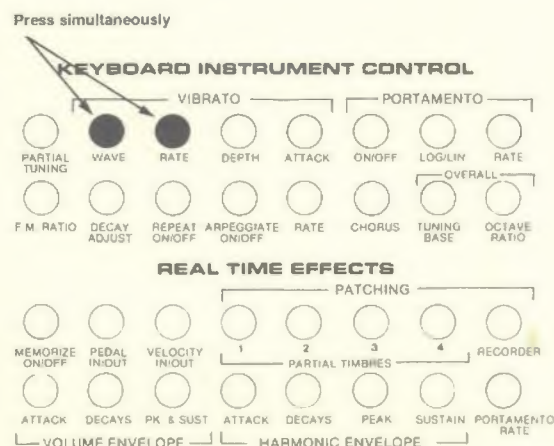 Press simultaneously
KEYBOARD INSTRUMENT CONTROL
VIBRATO PORTAMENTO
PARTIAL TUNING WAVE RATE DEPTH ATTACK ON/OFF LOG/LIN RATE
OVERALL
F.M. RATIO DECAY ADJUST REPEAT ON/OFF ARPEGGIATE ON/OFF RATE CHORUS TUNING BASE OCTAVE RATIO
REAL TIME EFFECTS
PATCHING
MEMORIZE ON/OFF PEDAL IN/OUT VELOCITY IN/OUT 1 2 3 4 RECORDER
PARTIAL TIMBRES
ATTACK DECAYS PK & SUST ATTACK DECAYS PEAK SUSTAIN PORTAMENTO RATE
VOLUME ENVELOPE HARMONIC ENVELOPE